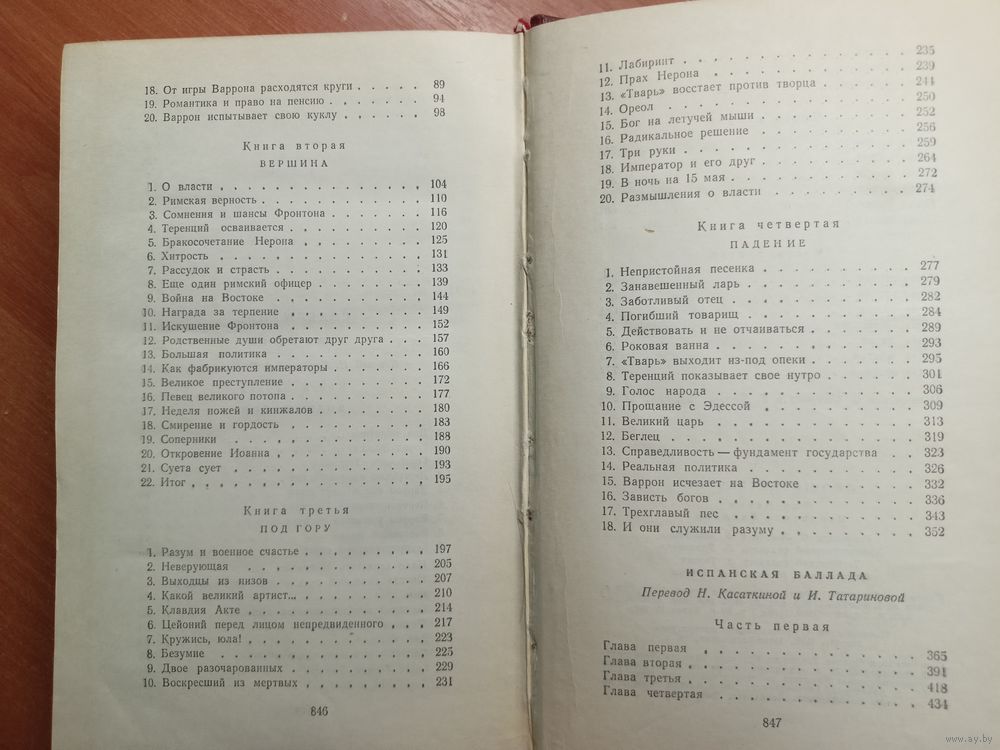 18. От игры Варрона расходятся круги . . . . . 89
19. Романтика и право на пенсию . . . . . . . 94
20. Варрон испытывает свою куклу . . . . . . 98
Книга вторая
ВЕРШИНА
1. О власти . . . . . . . . . . . . . . 104
2. Римская верность . . . . . . . . . . . 110
3. Сомнения и шансы Фронтона . . . . . . . 116
4. Теренций осваивается . . . . . . . . . . 120
5. Бракосочетание Нерона . . . . . . . . . 125
6. Хитрость . . . . . . . . . . . . . . 131
7. Рассудок и страсть . . . . . . . . . . . 133
8. Еще один римский офицер . . . . . . . . 139
9. Война на Востоке . . . . . . . . . . . 144
10. Награда за терпение . . . . . . . . . . 149
11. Искушение Фронтона . . . . . . . . . . 152
12. Родственные души обретают друг друга . . . 157
13. Большая политика . . . . . . . . . . . 160
14. Как фабрикуются императоры . . . . . . . 166
15. Великое преступление . . . . . . . . . . 172
16. Певец великого потопа . . . . . . . . . . 177
17. Неделя ножей и кинжалов . . . . . . . . 180
18. Смирение и гордость . . . . . . . . . . 183
19. Соперники . . . . . . . . . . . . . 188
20. Откровение Иоанна . . . . . . . . . . . 190
21. Суета сует . . . . . . . . . . . . . 193
22. Итог . . . . . . . . . . . . . . . . 195
Книга третья
ПОД ГОРУ
1. Разум и военное счастье . . . . . . . . . 197
2. Неверующая . . . . . . . . . . . . . 205
3. Выходцы из низов . . . . . . . . . . . 207
4. Какой великий артист... . . . . . . . . . 210
5. Клавдия Акте . . . . . . . . . . . . . 214
6. Цейоний перед лицом непредвиденного . . . 217
7. Кружись, юла! . . . . . . . . . . . . . 223
8. Безумие . . . . . . . . . . . . . . 225
9. Двое разочарованных . . . . . . . . . . 229
10. Воскресший из мертвых . . . . . . . . . 231
846
11. Лабиринт . . . . . . . . . . . . . . 235
12. Прах Нерона . . . . . . . . . . . . . 239
13. «Тварь» восстает против творца . . . . . . 244
14. Ореол . . . . . . . . . . . . . . . 250
15. Бог на летучей мыши . . . . . . . . . . 252
16. Радикальное решение . . . . . . . . . . 256
17. Три руки . . . . . . . . . . . . . . 259
18. Император и его друг . . . . . . . . . . 264
19. В ночь на 15 мая . . . . . . . . . . . 272
20. Размышления о власти . . . . . . . . . 274
Книга четвертая
ПАДЕНИЕ
1. Непристойная песенка . . . . . . . . . . 277
2. Занавешенный ларь . . . . . . . . . . . 279
3. Заботливый отец . . . . . . . . . . . . 282
4. Погибший товарищ . . . . . . . . . . . 284
5. Действовать и не отчаиваться . . . . . . . 289
6. Роковая ванна . . . . . . . . . . . . . 293
7. «Тварь» выходит из-под опеки . . . . . . . 295
8. Теренций показывает свое нутро . . . . . . 301
9. Голос народа . . . . . . . . . . . . . 306
10. Прощание с Эдессой . . . . . . . . . . 309
11. Великий царь . . . . . . . . . . . . . 313
12. Беглец . . . . . . . . . . . . . . . 319
13. Справедливость — фундамент государства . . 323
14. Реальная политика . . . . . . . . . . . 326
15. Варрон исчезает на Востоке . . . . . . . . 332
16. Зависть богов . . . . . . . . . . . . . 336
17. Трехглавый пес . . . . . . . . . . . . 343
18. И они служили разуму . . . . . . . . . . 352
ИСПАНСКАЯ БАЛЛАДА
Перевод Н. Касаткиной и И. Татариновой
Часть первая
Глава первая . . . . . . . . . . . . . 365
Глава вторая . . . . . . . . . . . . . 391
Глава третья . . . . . . . . . . . . . 418
Глава четвертая . . . . . . . . . . . . 434
847
www.ay.by